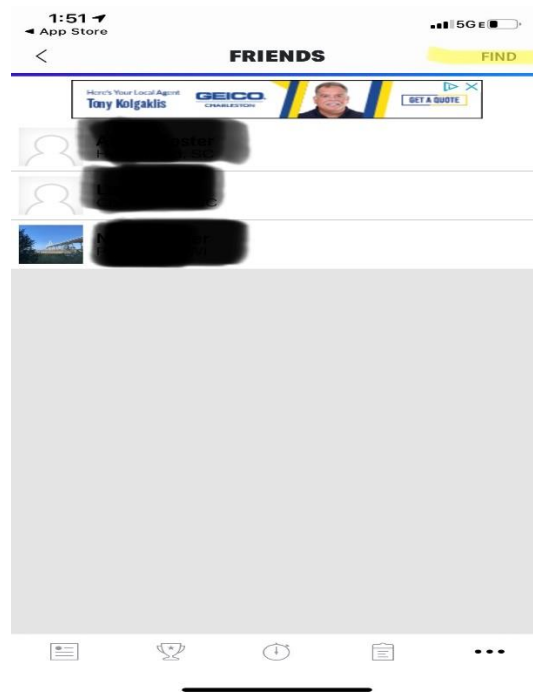 1:51
5G E
◄ App Store
FRIENDS
FIND
Here's Your Local Agent
Tony Kolgaklis
GEICO
CHARLESTON
GET A QUOTE